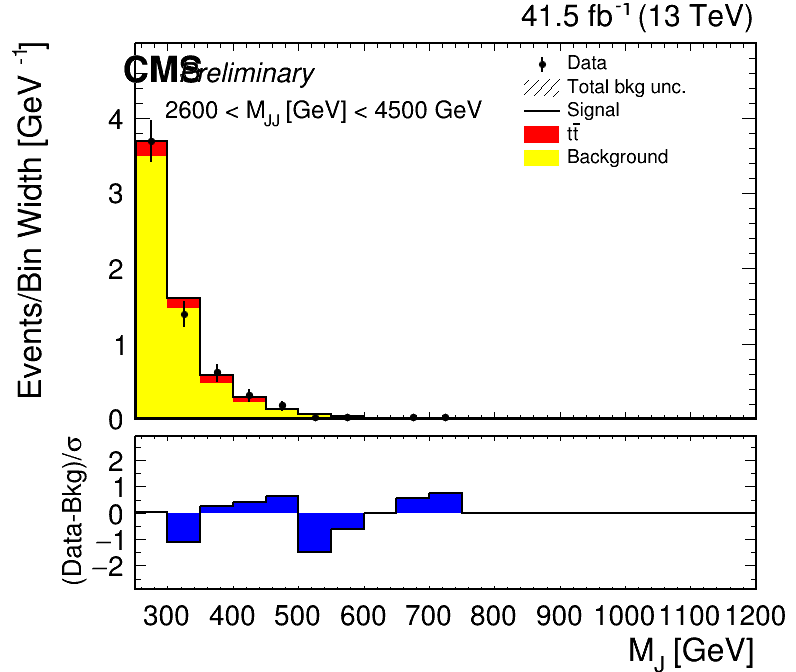 41.5 fb⁻¹ (13 TeV)
CMS Preliminary
2600 < M_JJ [GeV] < 4500 GeV
Data
Total bkg unc.
Signal
tt̄
Background
Events/Bin Width [GeV⁻¹]
4
3
2
1
0
(Data-Bkg)/σ
2
1
0
−1
−2
300 400 500 600 700 800 900 1000 1100 1200
M_J [GeV]